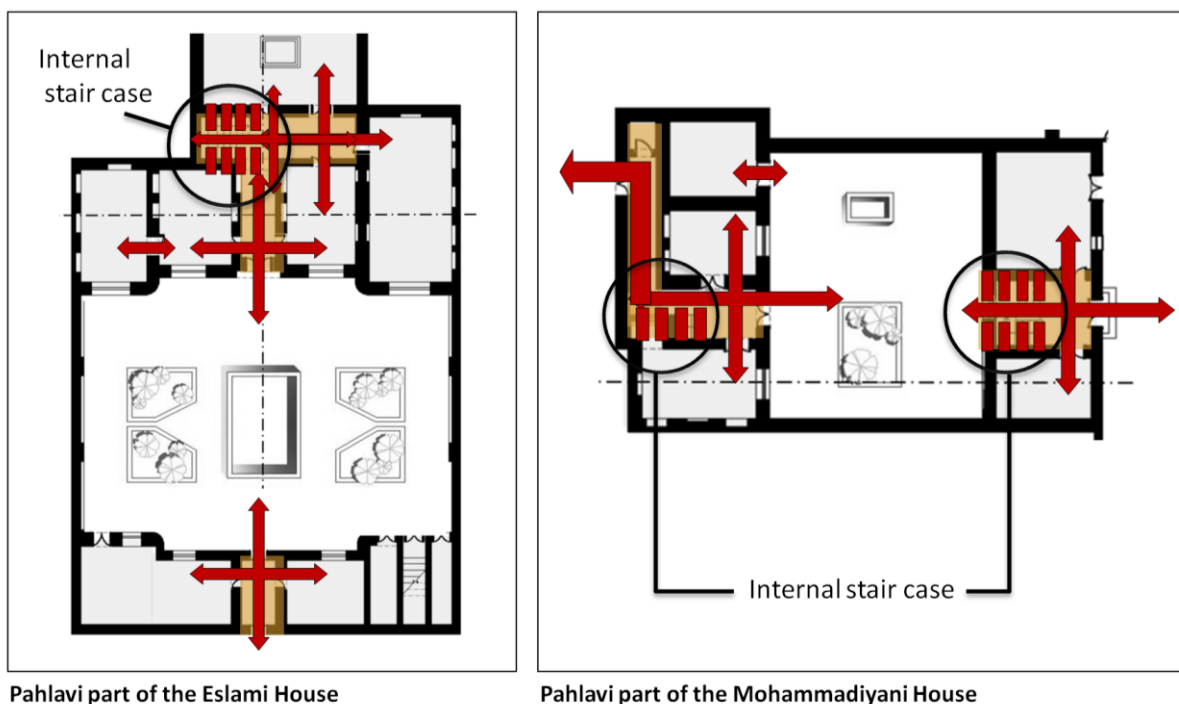 Internal
stair case
Internal stair case
Pahlavi part of the Eslami House
Pahlavi part of the Mohammadiyani House